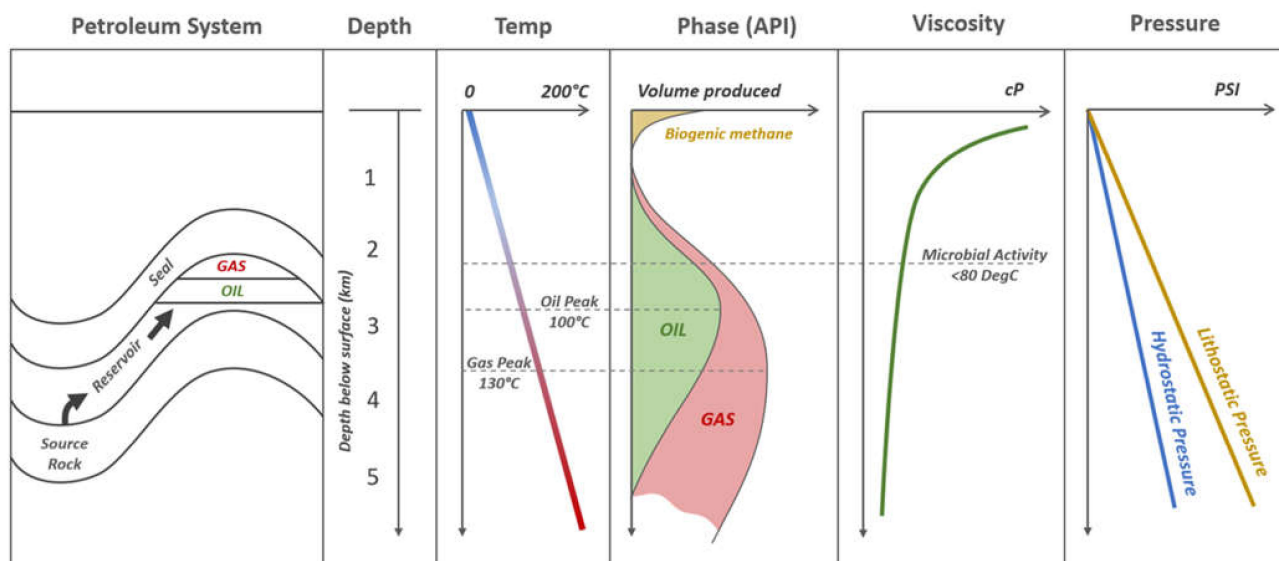 Petroleum System
Depth
Temp
Phase (API)
Viscosity
Pressure
GAS
OIL
Seal
Reservoir
Source
Rock
1
2
3
4
5
Depth below surface (km)
0
200°C
Oil Peak
100°C
Gas Peak
130°C
Volume produced
Biogenic methane
OIL
GAS
cP
Microbial Activity
<80 DegC
PSI
Hydrostatic Pressure
Lithostatic Pressure